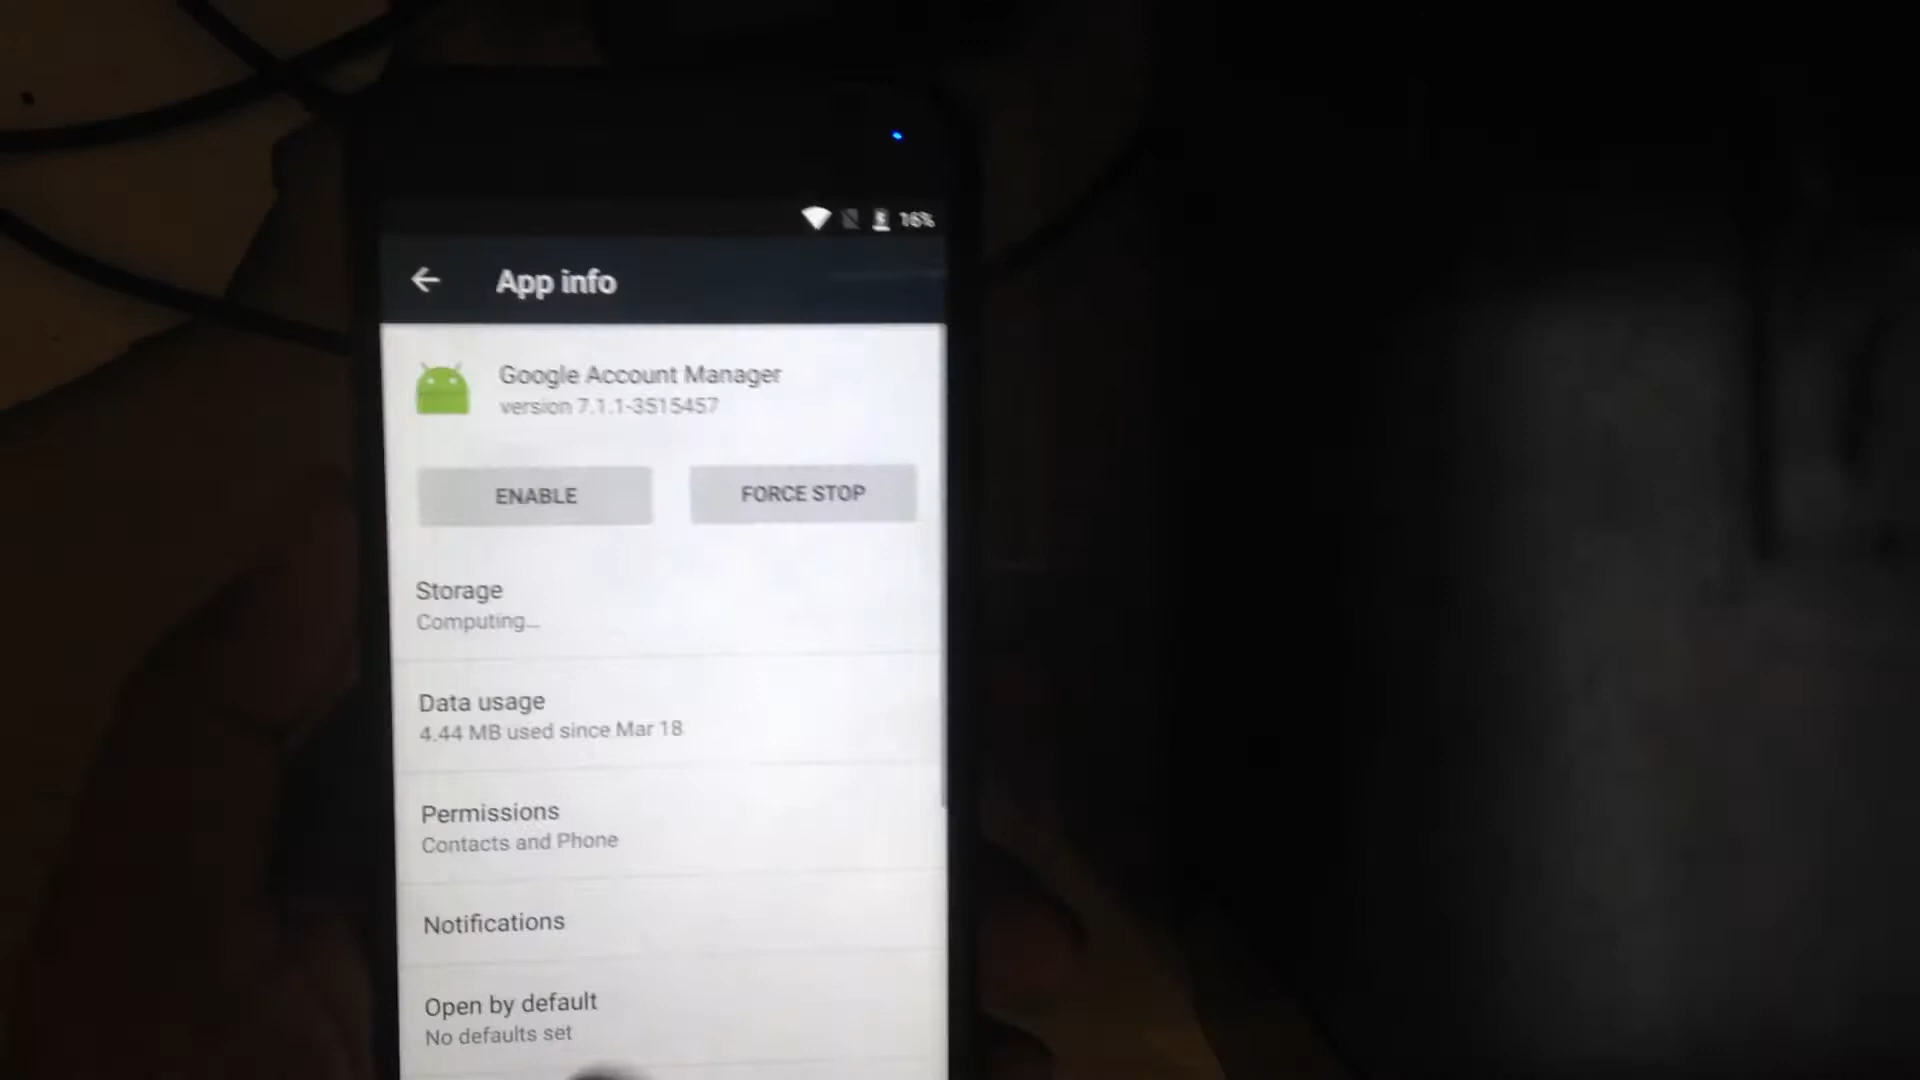 16%
App info
Google Account Manager
version 7.1.1-3515457
ENABLE
FORCE STOP
Storage
Computing...
Data usage
4.44 MB used since Mar 18
Permissions
Contacts and Phone
Notifications
Open by default
No defaults set